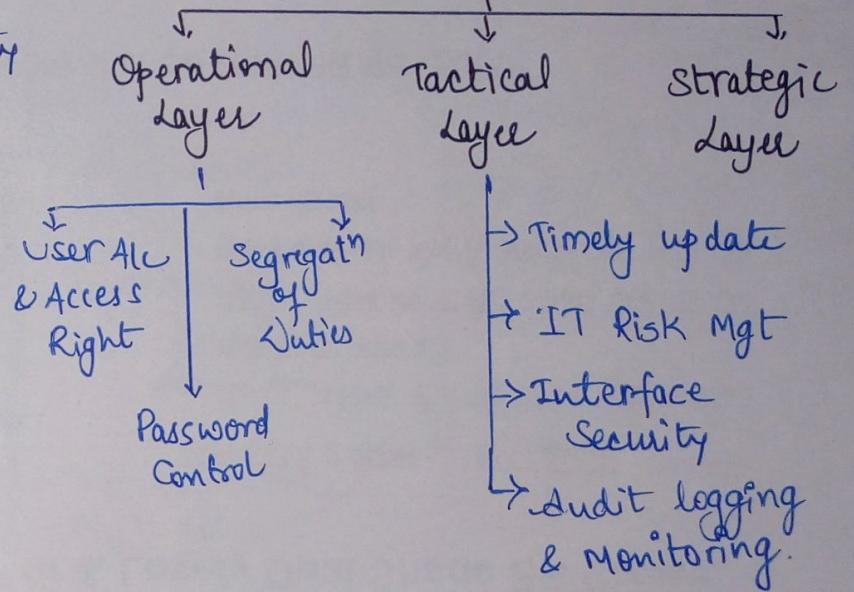 Operational
Layer
Tactical
Layer
Strategic
Layer
User A/c
& Access
Right
Segregatn
of
Duties
Password
Control
Timely update
IT Risk Mgt
Interface
Security
Audit logging
& Monitoring.